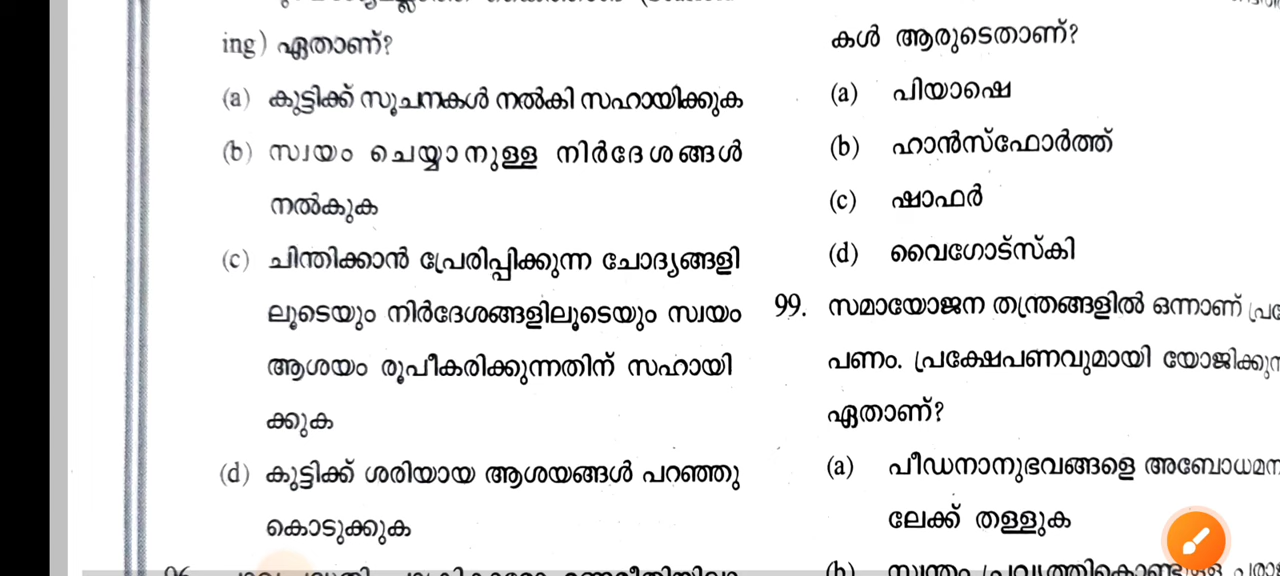 ing) ഏതാണ്?
(a) കുട്ടിക്ക് സൂചനകൾ നൽകി സഹായിക്കുക
(b) സ്വയം ചെയ്യാനുള്ള നിർദേശങ്ങൾ
നൽകുക
(c) ചിന്തിക്കാൻ പ്രേരിപ്പിക്കുന്ന ചോദ്യങ്ങളി
ലൂടെയും നിർദേശങ്ങളിലൂടെയും സ്വയം
ആശയം രൂപീകരിക്കുന്നതിന് സഹായി
ക്കുക
(d) കുട്ടിക്ക് ശരിയായ ആശയങ്ങൾ പറഞ്ഞു
കൊടുക്കുക
കൾ ആരുടെതാണ്?
(a) പിയാഷെ
(b) ഹാൻസ്ഫോർത്ത്
(c) ഷാഫർ
(d) വൈഗോട്സ്കി
99. സമായോജന തന്ത്രങ്ങളിൽ ഒന്നാണ്
പണം. പ്രക്ഷേപണവുമായി
ഏതാണ്?
(a) പീഡനാനുഭവങ്ങളെ
ലേക്ക് തള്ളുക
(b) സ്വന്തം